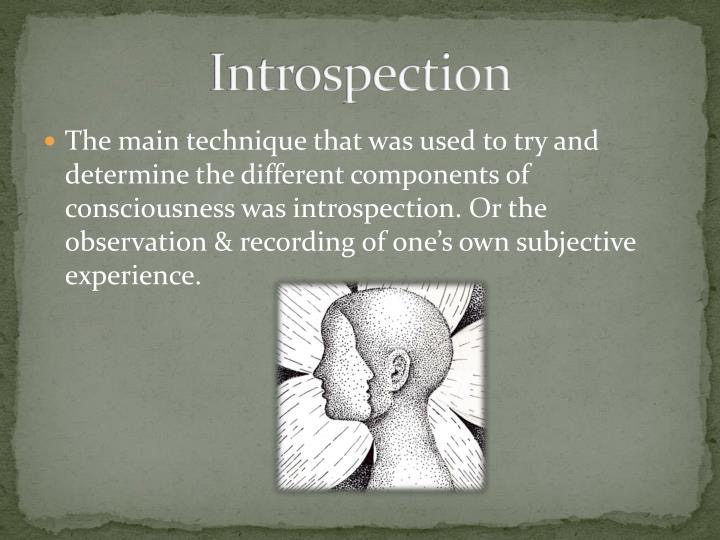 Introspection
The main technique that was used to try and
determine the different components of
consciousness was introspection. Or the
observation & recording of one’s own subjective
experience.